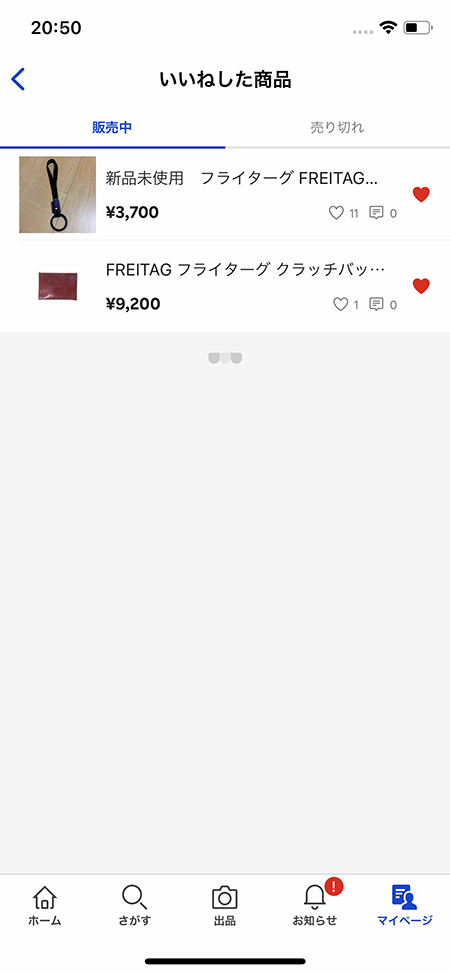 20:50
いいねした商品
販売中
売り切れ
新品未使用　フライターグ FREITAG...
¥3,700
11
0
FREITAG フライターグ クラッチバッ…
¥9,200
1
0
!
ホーム
さがす
出品
お知らせ
マイページ